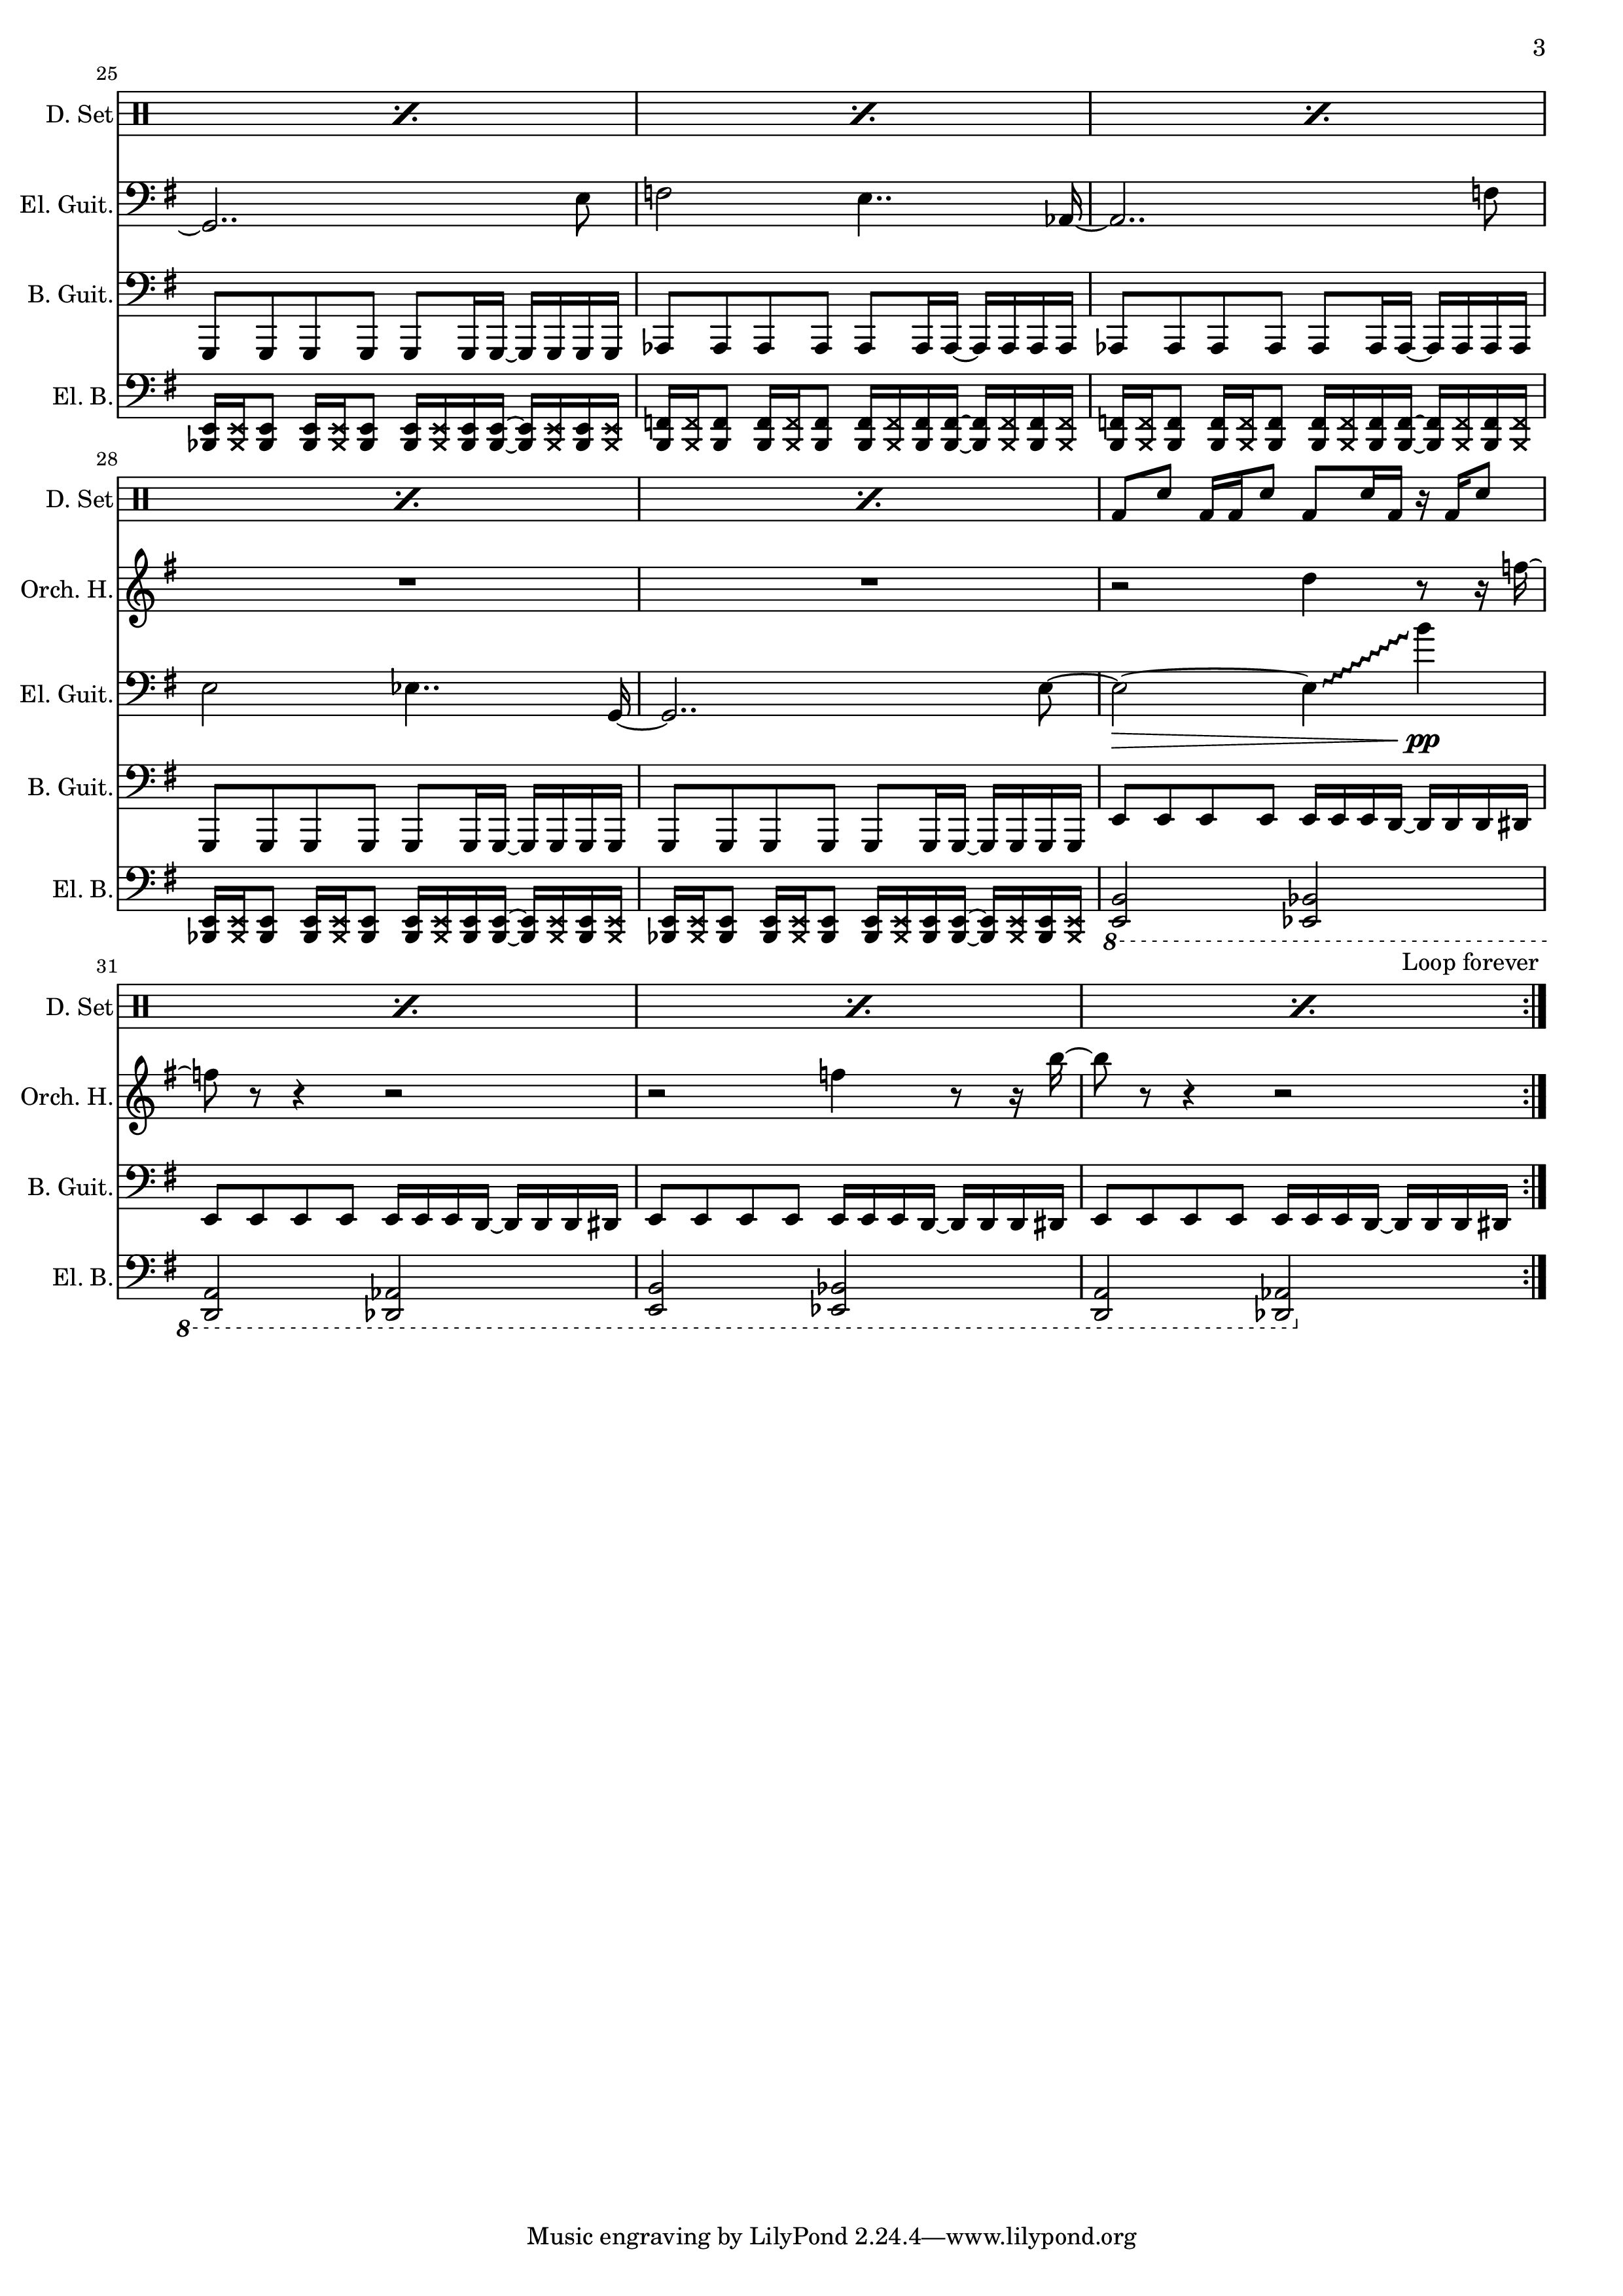 3
25
D. Set
El. Guit.
B. Guit.
El. B.
28
D. Set
Orch. H.
El. Guit.
pp
B. Guit.
El. B.
8
31
Loop forever
D. Set
Orch. H.
B. Guit.
El. B.
8
Music engraving by LilyPond 2.24.4—www.lilypond.org